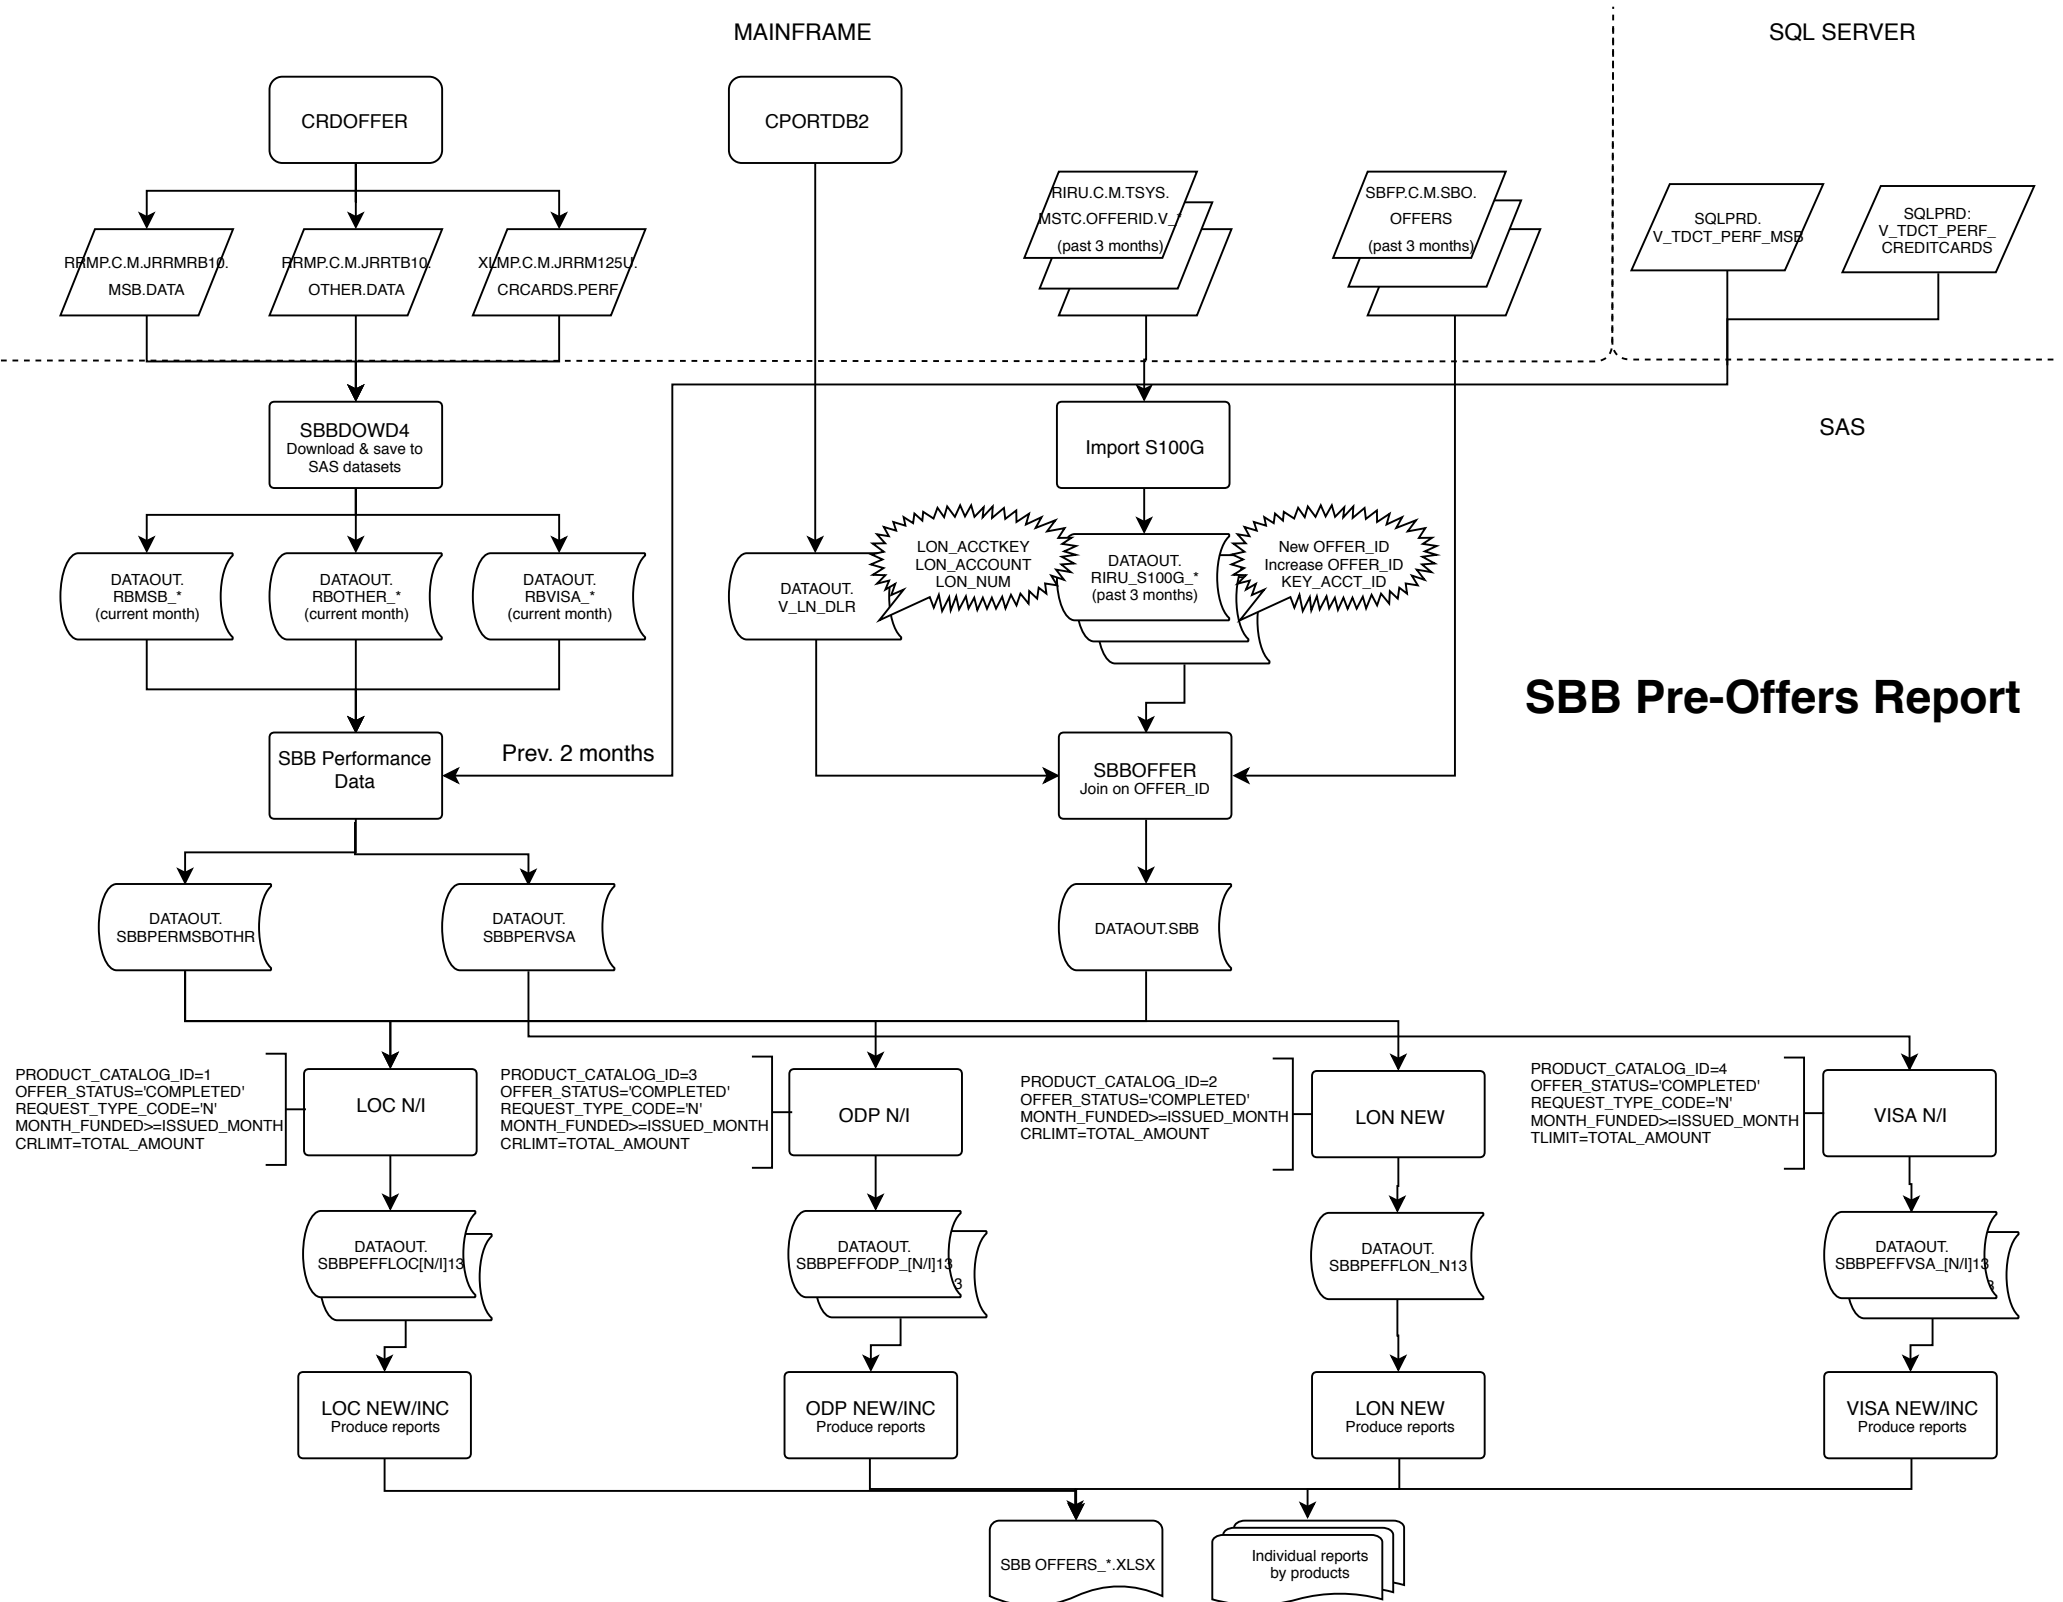 MAINFRAME
SQL SERVER
CRDOFFER
CPORTDB2
RIRU.C.M.TSYS.
MSTC.OFFERID.V_*
(past 3 months)
SBFP.C.M.SBO.
OFFERS
(past 3 months)
SQLPRD.
V_TDCT_PERF_MSB
SQLPRD:
V_TDCT_PERF_
CREDITCARDS
RRMP.C.M.JRRMRB10.
MSB.DATA
RRMP.C.M.JRRTB10.
OTHER.DATA
XLMP.C.M.JRRM125U.
CRCARDS.PERF
SAS
SBBDOWD4
Download & save to
SAS datasets
Import S100G
DATAOUT.
RBMSB_*
(current month)
DATAOUT.
RBOTHER_*
(current month)
DATAOUT.
RBVISA_*
(current month)
DATAOUT.
V_LN_DLR
LON_ACCTKEY
LON_ACCOUNT
LON_NUM
DATAOUT.
RIRU_S100G_*
(past 3 months)
New OFFER_ID
Increase OFFER_ID
KEY_ACCT_ID
SBB Pre-Offers Report
SBB Performance
Data
Prev. 2 months
SBBOFFER
Join on OFFER_ID
DATAOUT.
SBBPERMSBOTHR
DATAOUT.
SBBPERVSA
DATAOUT.SBB
PRODUCT_CATALOG_ID=1
OFFER_STATUS='COMPLETED'
REQUEST_TYPE_CODE='N'
MONTH_FUNDED>=ISSUED_MONTH
CRLIMT=TOTAL_AMOUNT
LOC N/I
PRODUCT_CATALOG_ID=3
OFFER_STATUS='COMPLETED'
REQUEST_TYPE_CODE='N'
MONTH_FUNDED>=ISSUED_MONTH
CRLIMT=TOTAL_AMOUNT
ODP N/I
PRODUCT_CATALOG_ID=2
OFFER_STATUS='COMPLETED'
MONTH_FUNDED>=ISSUED_MONTH
CRLIMT=TOTAL_AMOUNT
LON NEW
PRODUCT_CATALOG_ID=4
OFFER_STATUS='COMPLETED'
REQUEST_TYPE_CODE='N'
MONTH_FUNDED>=ISSUED_MONTH
TLIMIT=TOTAL_AMOUNT
VISA N/I
DATAOUT.
SBBPEFFLOC[N/I]13
DATAOUT.
SBBPEFFODP_[N/I]13
3
DATAOUT.
SBBPEFFLON_N13
DATAOUT.
SBBPEFFVSA_[N/I]13
LOC NEW/INC
Produce reports
ODP NEW/INC
Produce reports
LON NEW
Produce reports
VISA NEW/INC
Produce reports
SBB OFFERS_*.XLSX
Individual reports
by products